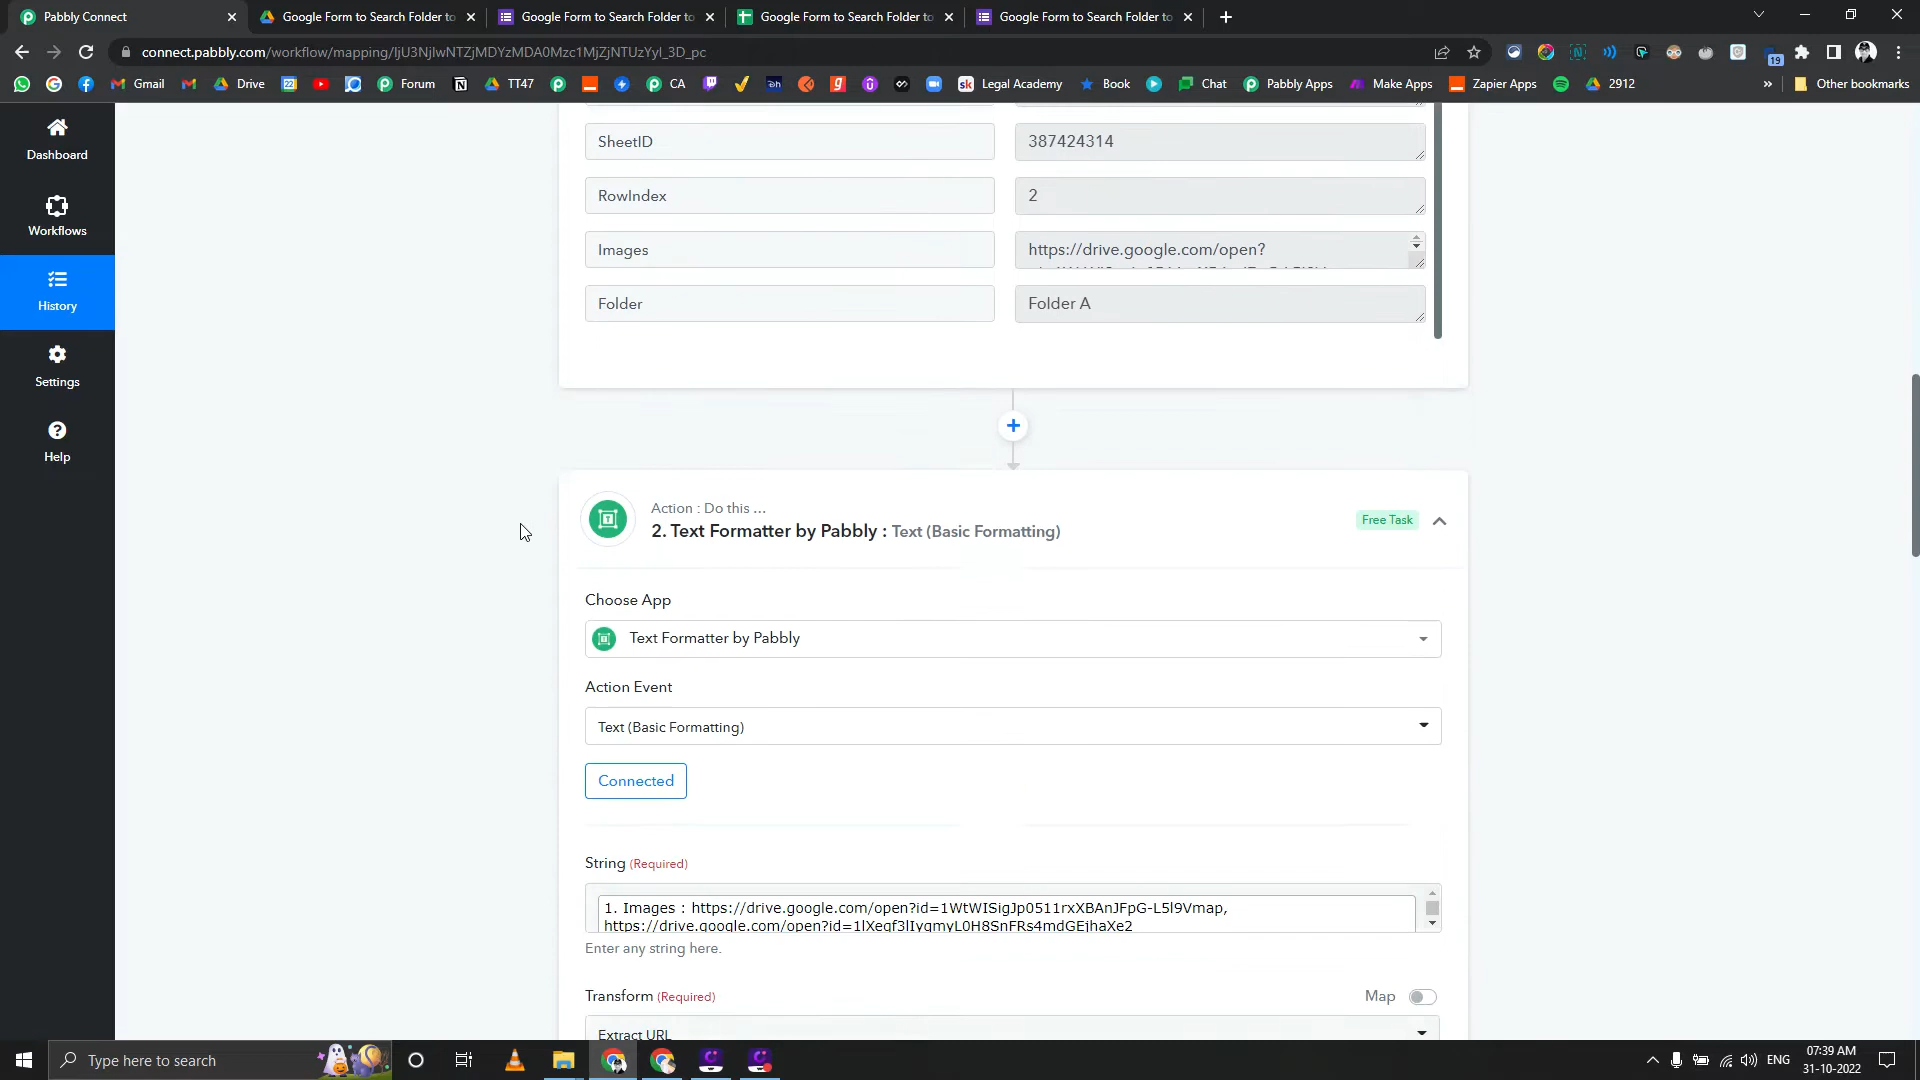 Pabbly Connect
Google Form to Search Folder to
Google Form to Search Folder to
Google Form to Search Folder to
Google Form to Search Folder to
connect.pabbly.com/workflow/mapping/IjU3NjIwNTZjMDYzMDA0Mzc1MjZjNTUzYyI_3D_pc
19
Gmail
Drive
22
Forum
TT47
CA
Legal Academy
Book
Chat
Pabbly Apps
Make Apps
Zapier Apps
2912
»
Other bookmarks
Dashboard
Workflows
History
Settings
Help
SheetID
387424314
RowIndex
2
Images
https://drive.google.com/open?
Folder
Folder A
Action : Do this ...
2. Text Formatter by Pabbly : Text (Basic Formatting)
Free Task
Choose App
Text Formatter by Pabbly
Action Event
Text (Basic Formatting)
Connected
String (Required)
1. Images : https://drive.google.com/open?id=1WtWISigJp0511rxXBAnJFpG-L5l9Vmap,
https://drive.google.com/open?id=1lXeqf3lIyqmyL0H8SnFRs4mdGEjhaXe2
Enter any string here.
Transform (Required)
Map
Extract URL
Type here to search
ENG
07:39 AM
31-10-2022